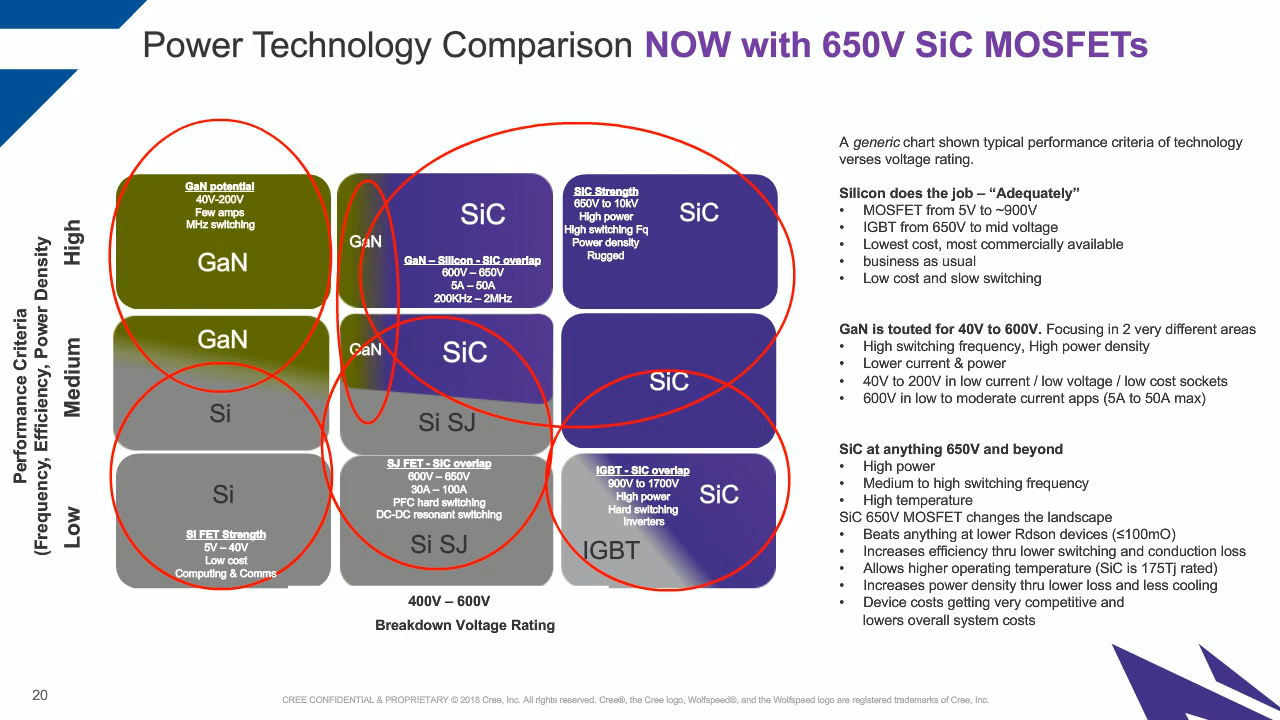 Power Technology Comparison NOW with 650V SiC MOSFETs
Performance Criteria
(Frequency, Efficiency, Power Density
High
Medium
Low
GaN potential
40V-200V
Few amps
MHz switching
GaN
GaN
SiC
GaN – Silicon - SiC overlap
600V – 650V
5A – 50A
200KHz – 2MHz
SiC Strength
650V to 10kV
High power
High switching Fq
Power density
Rugged
SiC
GaN
Si
GaN
SiC
Si SJ
SiC
Si
Si FET Strength
5V – 40V
Low cost
Computing & Comms
SJ FET - SiC overlap
600V – 650V
30A – 100A
PFC hard switching
DC-DC resonant switching
Si SJ
IGBT - SiC overlap
900V to 1700V
High power
Hard switching
Inverters
SiC
IGBT
400V – 600V
Breakdown Voltage Rating
A generic chart shown typical performance criteria of technology
verses voltage rating.
Silicon does the job – “Adequately”
• MOSFET from 5V to ~900V
• IGBT from 650V to mid voltage
• Lowest cost, most commercially available
• business as usual
• Low cost and slow switching
GaN is touted for 40V to 600V. Focusing in 2 very different areas
• High switching frequency, High power density
• Lower current & power
• 40V to 200V in low current / low voltage / low cost sockets
• 600V in low to moderate current apps (5A to 50A max)
SiC at anything 650V and beyond
• High power
• Medium to high switching frequency
• High temperature
SiC 650V MOSFET changes the landscape
• Beats anything at lower Rdson devices (≤100mO)
• Increases efficiency thru lower switching and conduction loss
• Allows higher operating temperature (SiC is 175Tj rated)
• Increases power density thru lower loss and less cooling
• Device costs getting very competitive and
lowers overall system costs
20
CREE CONFIDENTIAL & PROPRIETARY © 2018 Cree, Inc. All rights reserved. Cree®, the Cree logo, Wolfspeed®, and the Wolfspeed logo are registered trademarks of Cree, Inc.